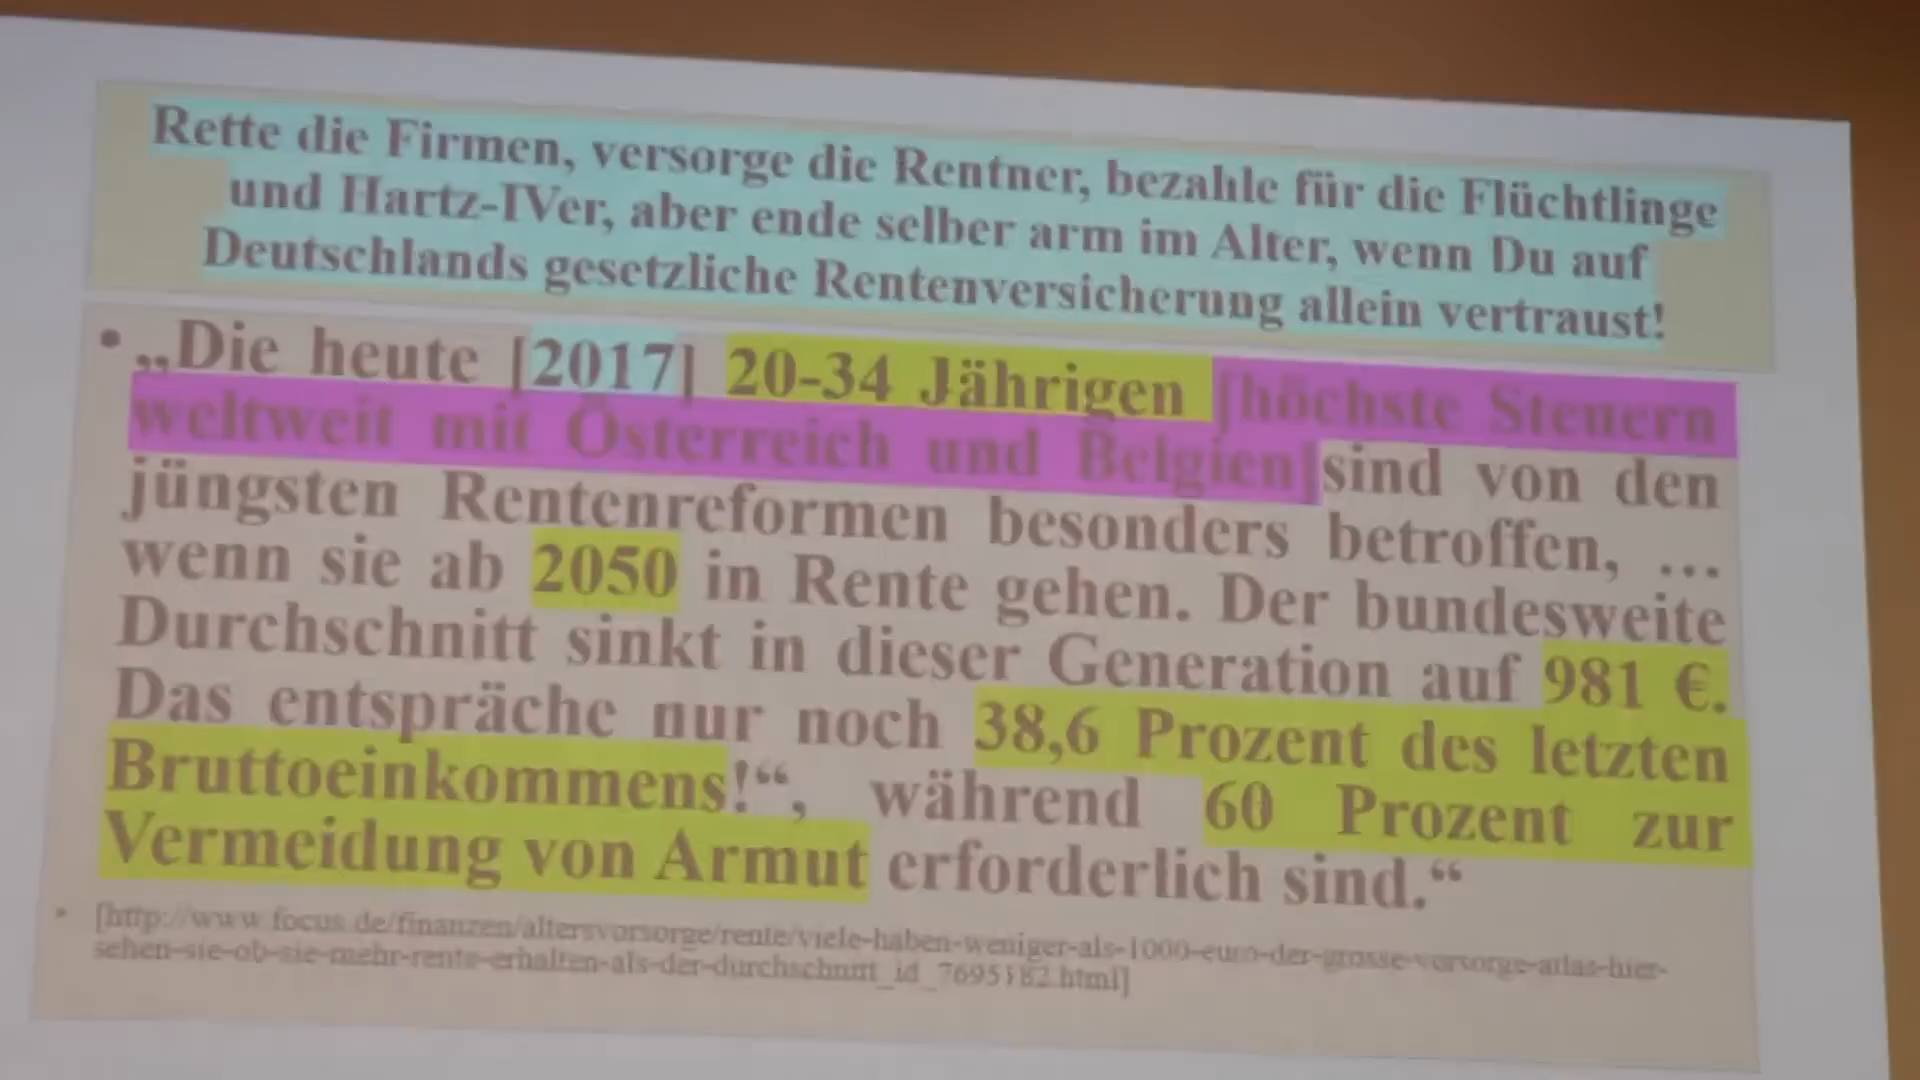 Rette die Firmen, versorge die Rentner, bezahle für die Flüchtlinge
und Hartz-IVer, aber ende selber arm im Alter, wenn Du auf
Deutschlands gesetzliche Rentenversicherung allein vertraust!
• „Die heute [2017] 20-34 Jährigen [höchste Steuern
weltweit mit Österreich und Belgien]sind von den
jüngsten Rentenreformen besonders betroffen, …
wenn sie ab 2050 in Rente gehen. Der bundesweite
Durchschnitt sinkt in dieser Generation auf 981 €.
Das entspräche nur noch 38,6 Prozent des letzten
Bruttoeinkommens!“, während 60 Prozent zur
Vermeidung von Armut erforderlich sind.“
• [http://www.focus.de/finanzen/altersvorsorge/rente/viele-haben-weniger-als-1000-euro-der-grosse-vorsorge-atlas-hier-
sehen-sie-ob-sie-mehr-rente-erhalten-als-der-durchschnitt_id_7695182.html]